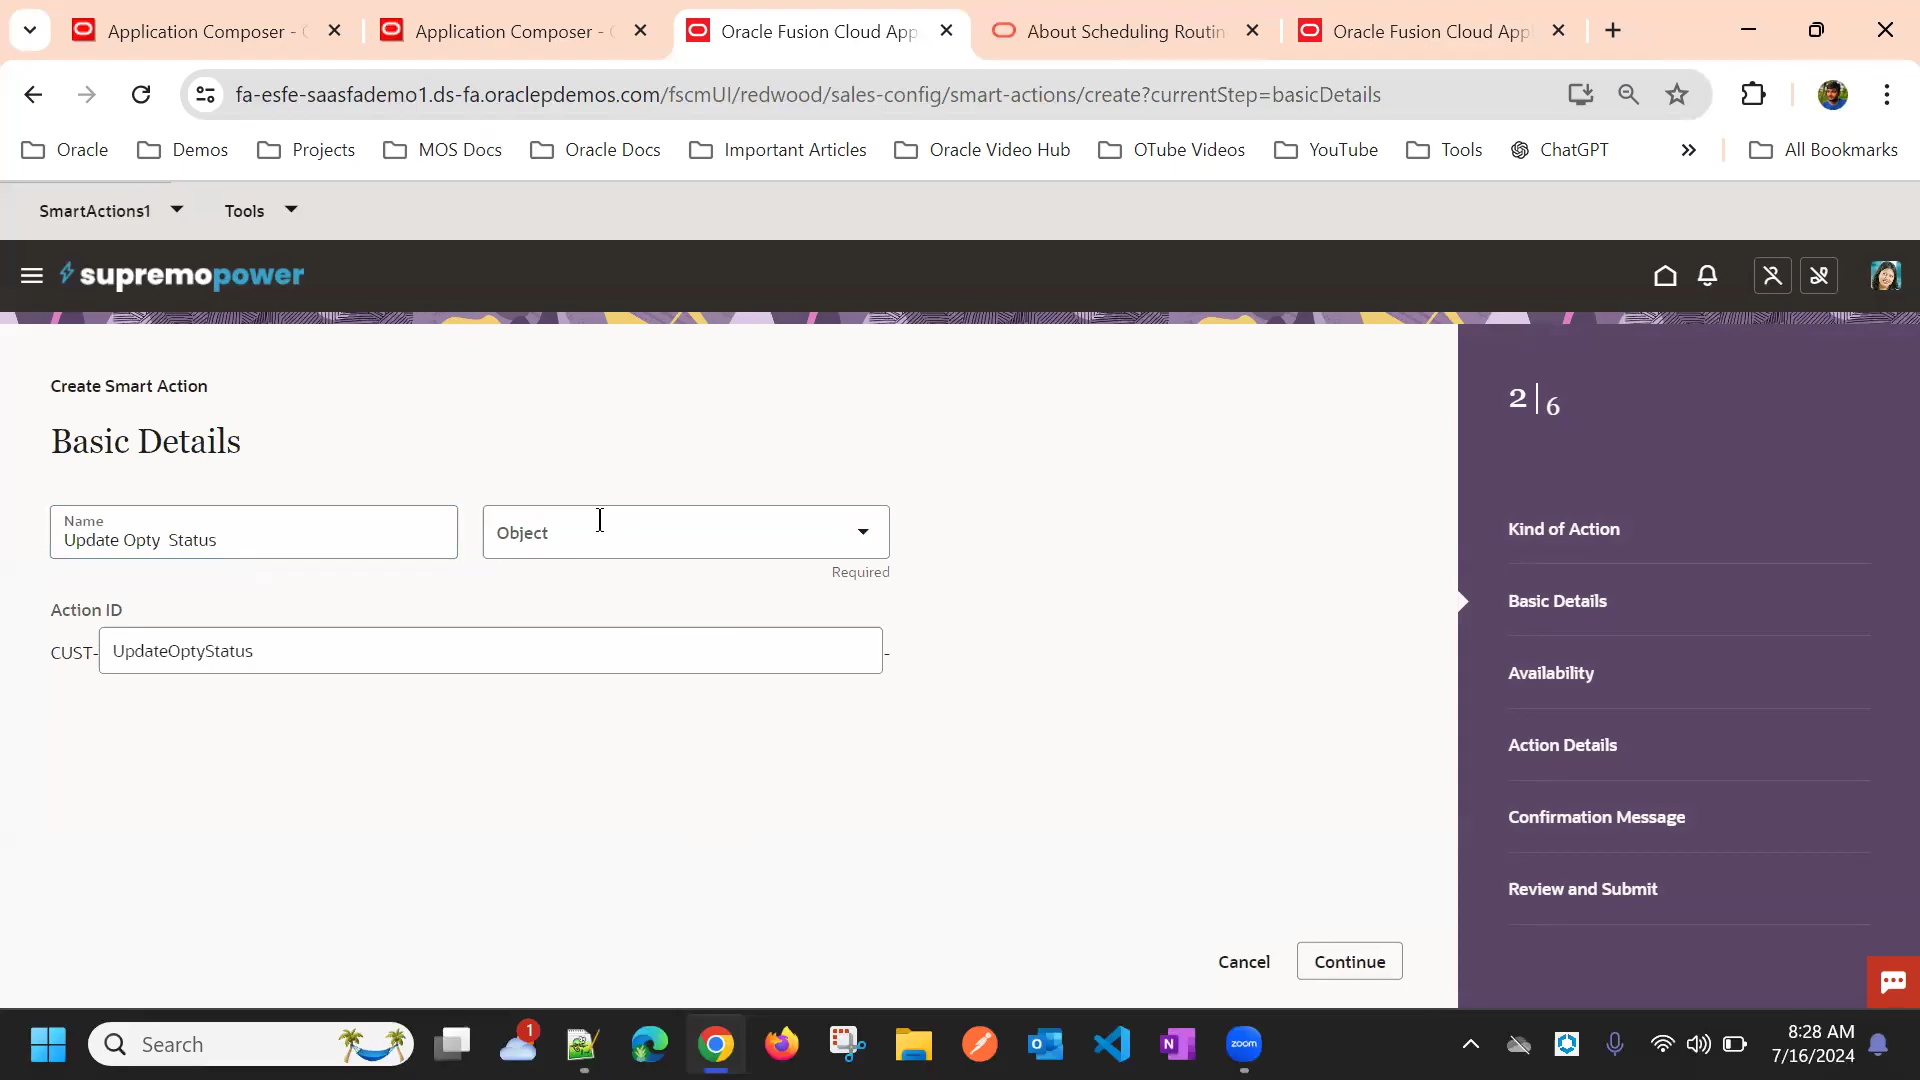 Application Composer -
Application Composer -
Oracle Fusion Cloud App
About Scheduling Routin
Oracle Fusion Cloud App
fa-esfe-saasfademo1.ds-fa.oraclepdemos.com/fscmUI/redwood/sales-config/smart-actions/create?currentStep=basicDetails
Oracle
Demos
Projects
MOS Docs
Oracle Docs
Important Articles
Oracle Video Hub
OTube Videos
YouTube
Tools
ChatGPT
All Bookmarks
SmartActions1
Tools
supremopower
Create Smart Action
Basic Details
Name
Update Opty  Status
Object
Required
Action ID
CUST-
UpdateOptyStatus
-
Cancel
Continue
2 | 6
Kind of Action
Basic Details
Availability
Action Details
Confirmation Message
Review and Submit
Search
1
zoom
8:28 AM
7/16/2024